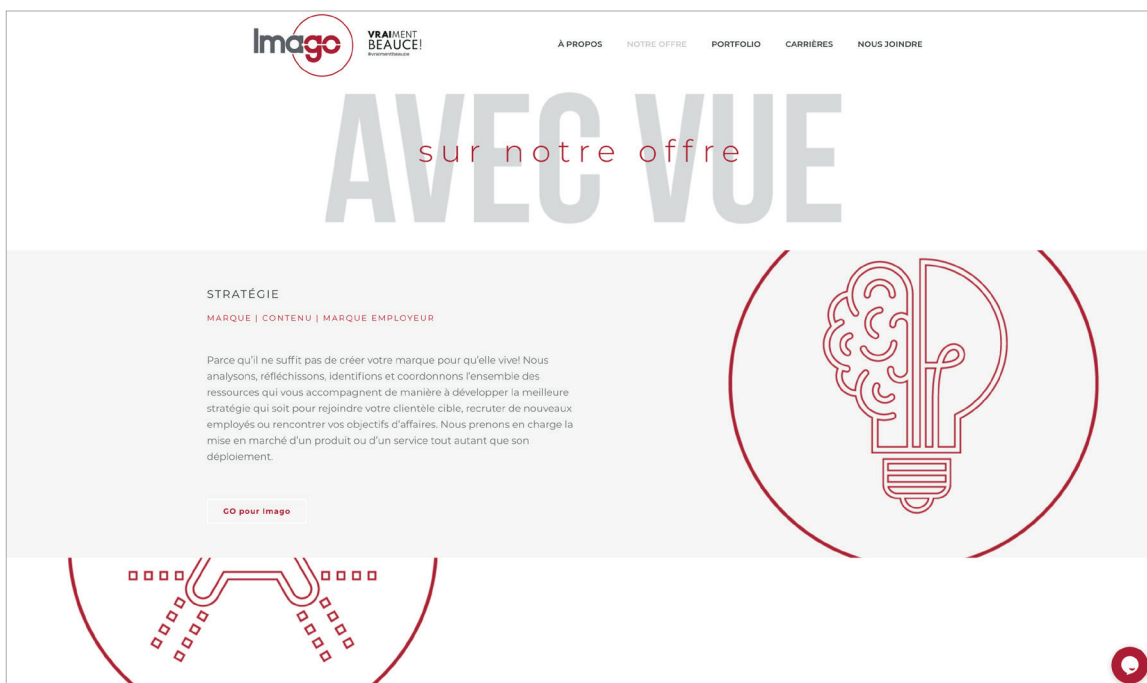 Imago
VRAIMENT
BEAUCE!
#vraimentbeauce
À PROPOS
NOTRE OFFRE
PORTFOLIO
CARRIÈRES
NOUS JOINDRE
AVEC VUE
sur notre offre
STRATÉGIE
MARQUE | CONTENU | MARQUE EMPLOYEUR
Parce qu'il ne suffit pas de créer votre marque pour qu'elle vive! Nous
analysons, réfléchissons, identifions et coordonnons l'ensemble des
ressources qui vous accompagnent de manière à développer la meilleure
stratégie qui soit pour rejoindre votre clientèle cible, recruter de nouveaux
employés ou rencontrer vos objectifs d'affaires. Nous prenons en charge la
mise en marché d'un produit ou d'un service tout autant que son
déploiement.
GO pour Imago